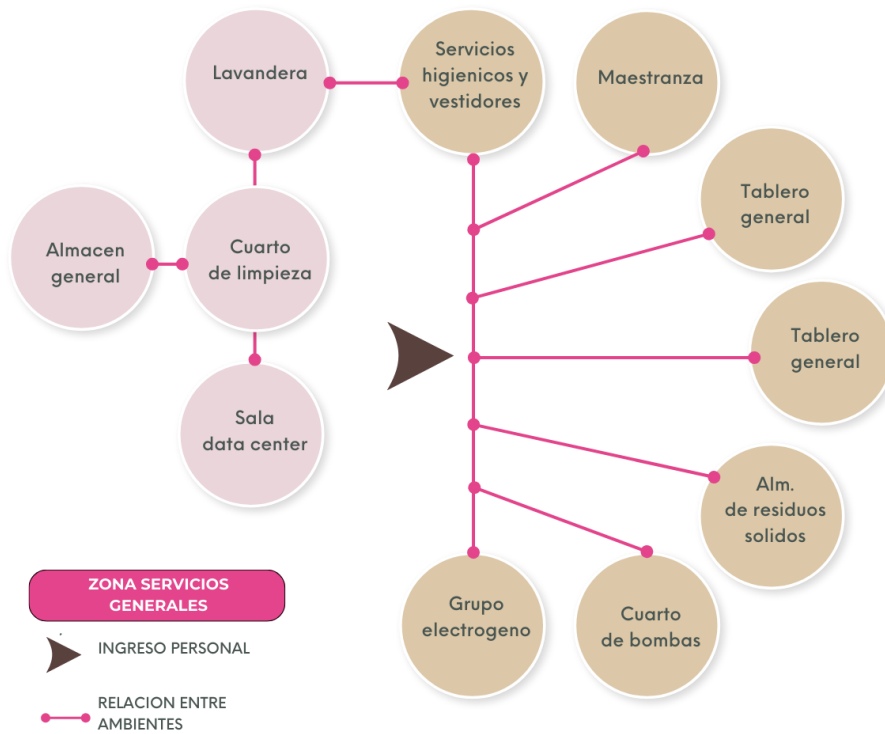 Lavandera
Servicios
higienicos y
vestidores
Maestranza
Tablero
general
Almacen
general
Cuarto
de limpieza
Tablero
general
Sala
data center
Alm.
de residuos
solidos
Grupo
electrogeno
Cuarto
de bombas
ZONA SERVICIOS
GENERALES
INGRESO PERSONAL
RELACION ENTRE
AMBIENTES